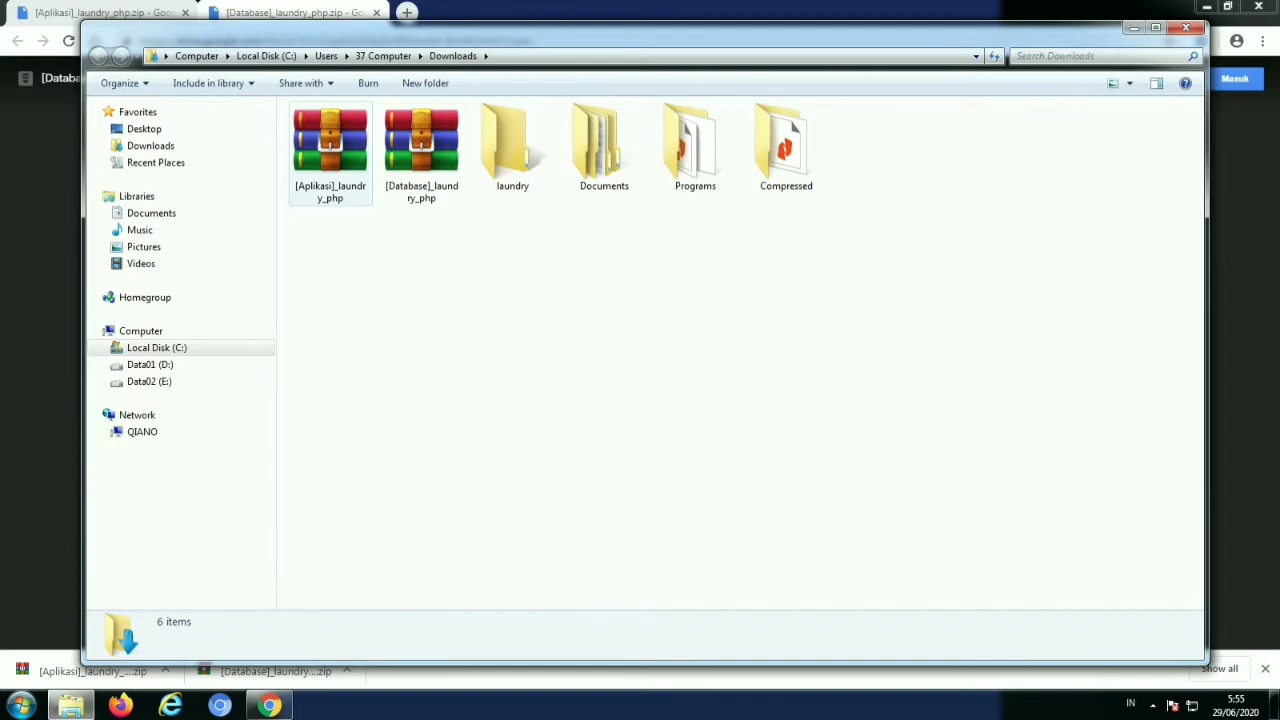 [Aplikasi]_laundry_php.zip - Goo
[Database]_laundry_php.zip - Go
Computer Local Disk (C:) Users 37 Computer Downloads
Search Downloads
[Databa
Masuk
Organize Include in library Share with Burn New folder
Favorites
Desktop
Downloads
Recent Places
Libraries
Documents
Music
Pictures
Videos
Homegroup
Computer
Local Disk (C:)
Data01 (D:)
Data02 (E:)
Network
QIANO
[Aplikasi]_laundr
y_php
[Database]_laund
ry_php
laundry
Documents
Programs
Compressed
6 items
[Aplikasi]_laundry_....zip
[Database]_laundry....zip
Show all
IN
5:55
29/06/2020